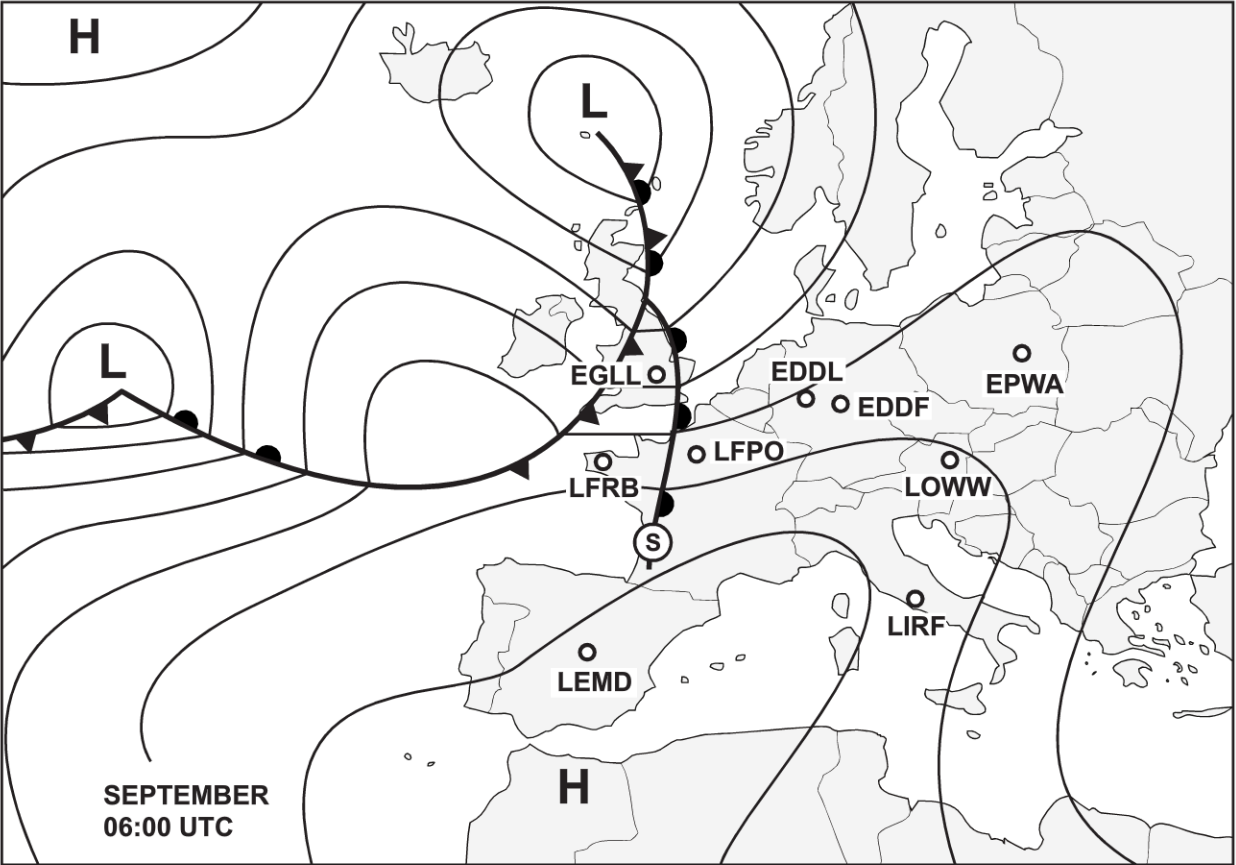 H
L
L
EGLL
EDDL
EDDF
EPWA
LFPO
LFRB
LOWW
S
LIRF
LEMD
H
SEPTEMBER
06:00 UTC